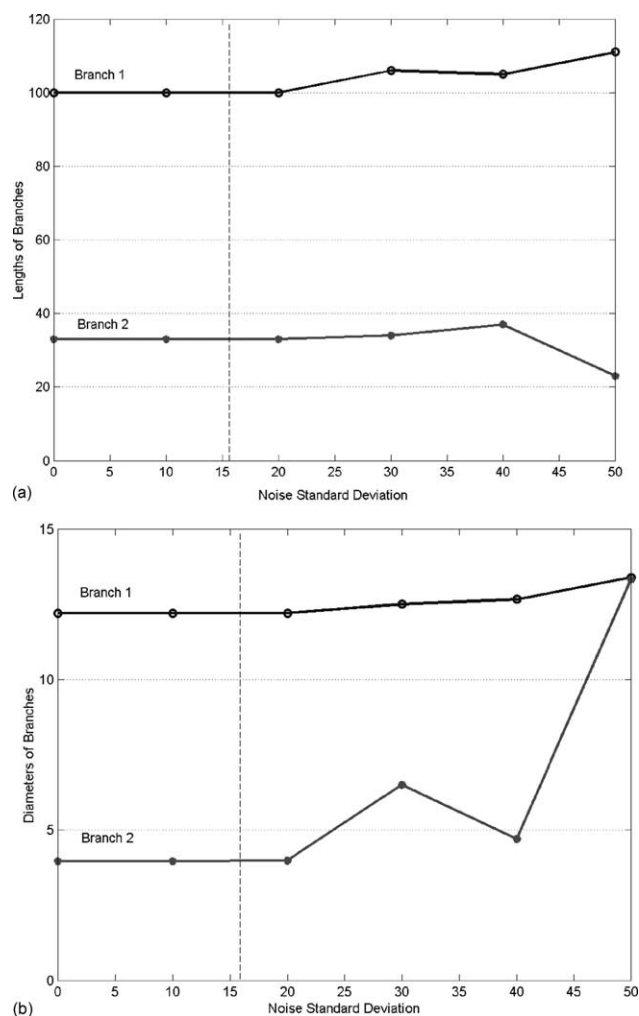 120
100
80
60
40
20
0
Lengths of Branches
Branch 1
Branch 2
0 5 10 15 20 25 30 35 40 45 50
(a)
Noise Standard Deviation
15
10
5
0
Diameters of Branches
Branch 1
Branch 2
0 5 10 15 20 25 30 35 40 45 50
(b)
Noise Standard Deviation